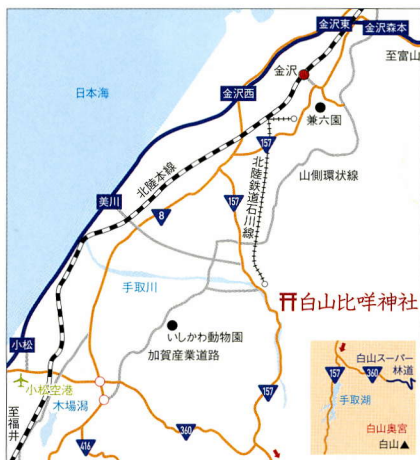 金沢東
金沢森本
至富山
金沢
日本海
金沢西
兼六園
157
北陸本線
北陸鉄道石川線
山側環状線
157
美川
8
手取川
白山比咩神社
小松
いしかわ動物園
加賀産業道路
小松空港
木場潟
至福井
157
360
416
白山スーパー
林道
157
360
手取湖
白山奥宮
白山